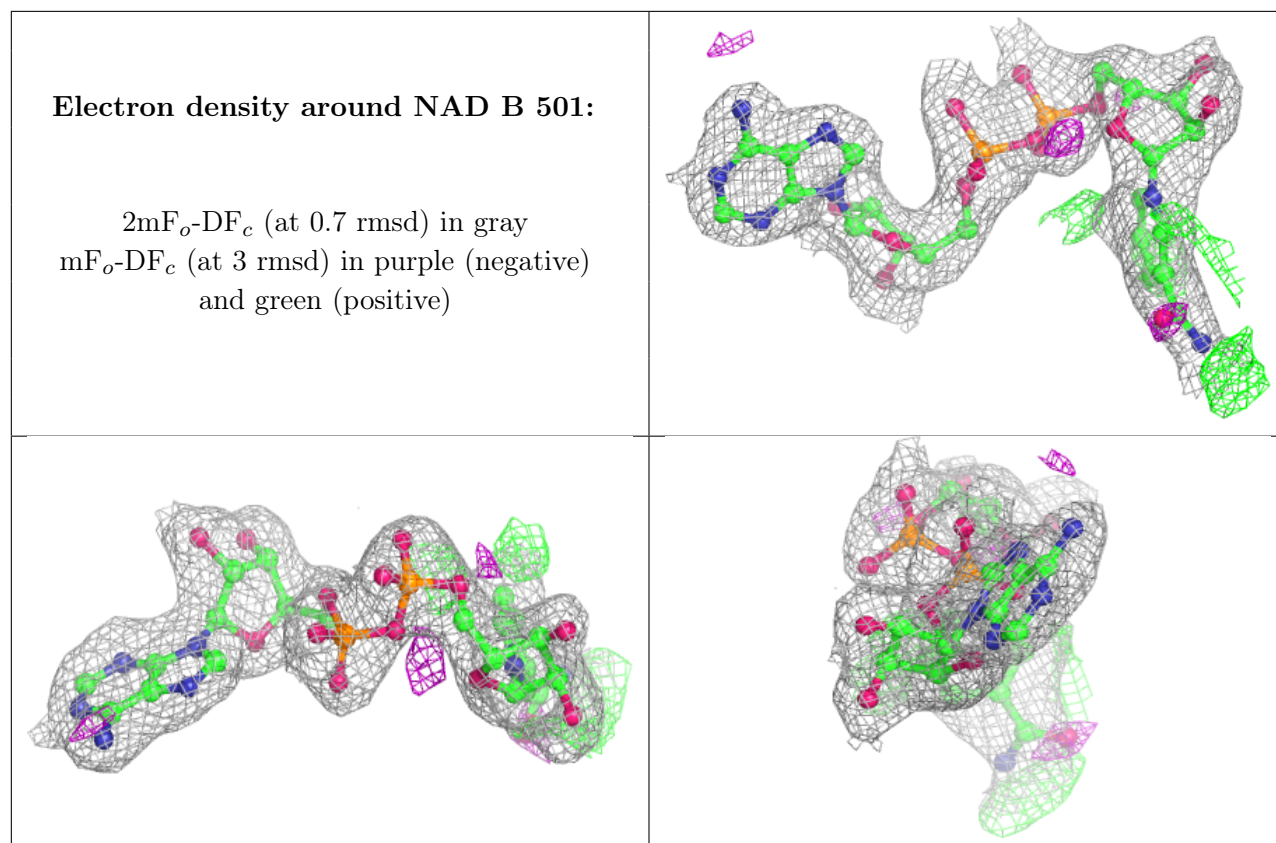 Electron density around NAD B 501:
2mFo-DFc (at 0.7 rmsd) in gray
mFo-DFc (at 3 rmsd) in purple (negative)
and green (positive)